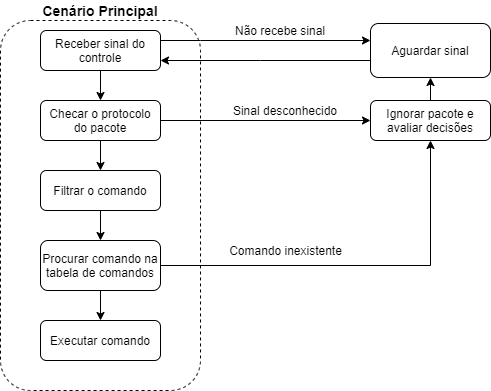 Cenário Principal
Receber sinal do
controle
Não recebe sinal
Aguardar sinal
Checar o protocolo
do pacote
Sinal desconhecido
Ignorar pacote e
avaliar decisões
Filtrar o comando
Procurar comando na
tabela de comandos
Comando inexistente
Executar comando